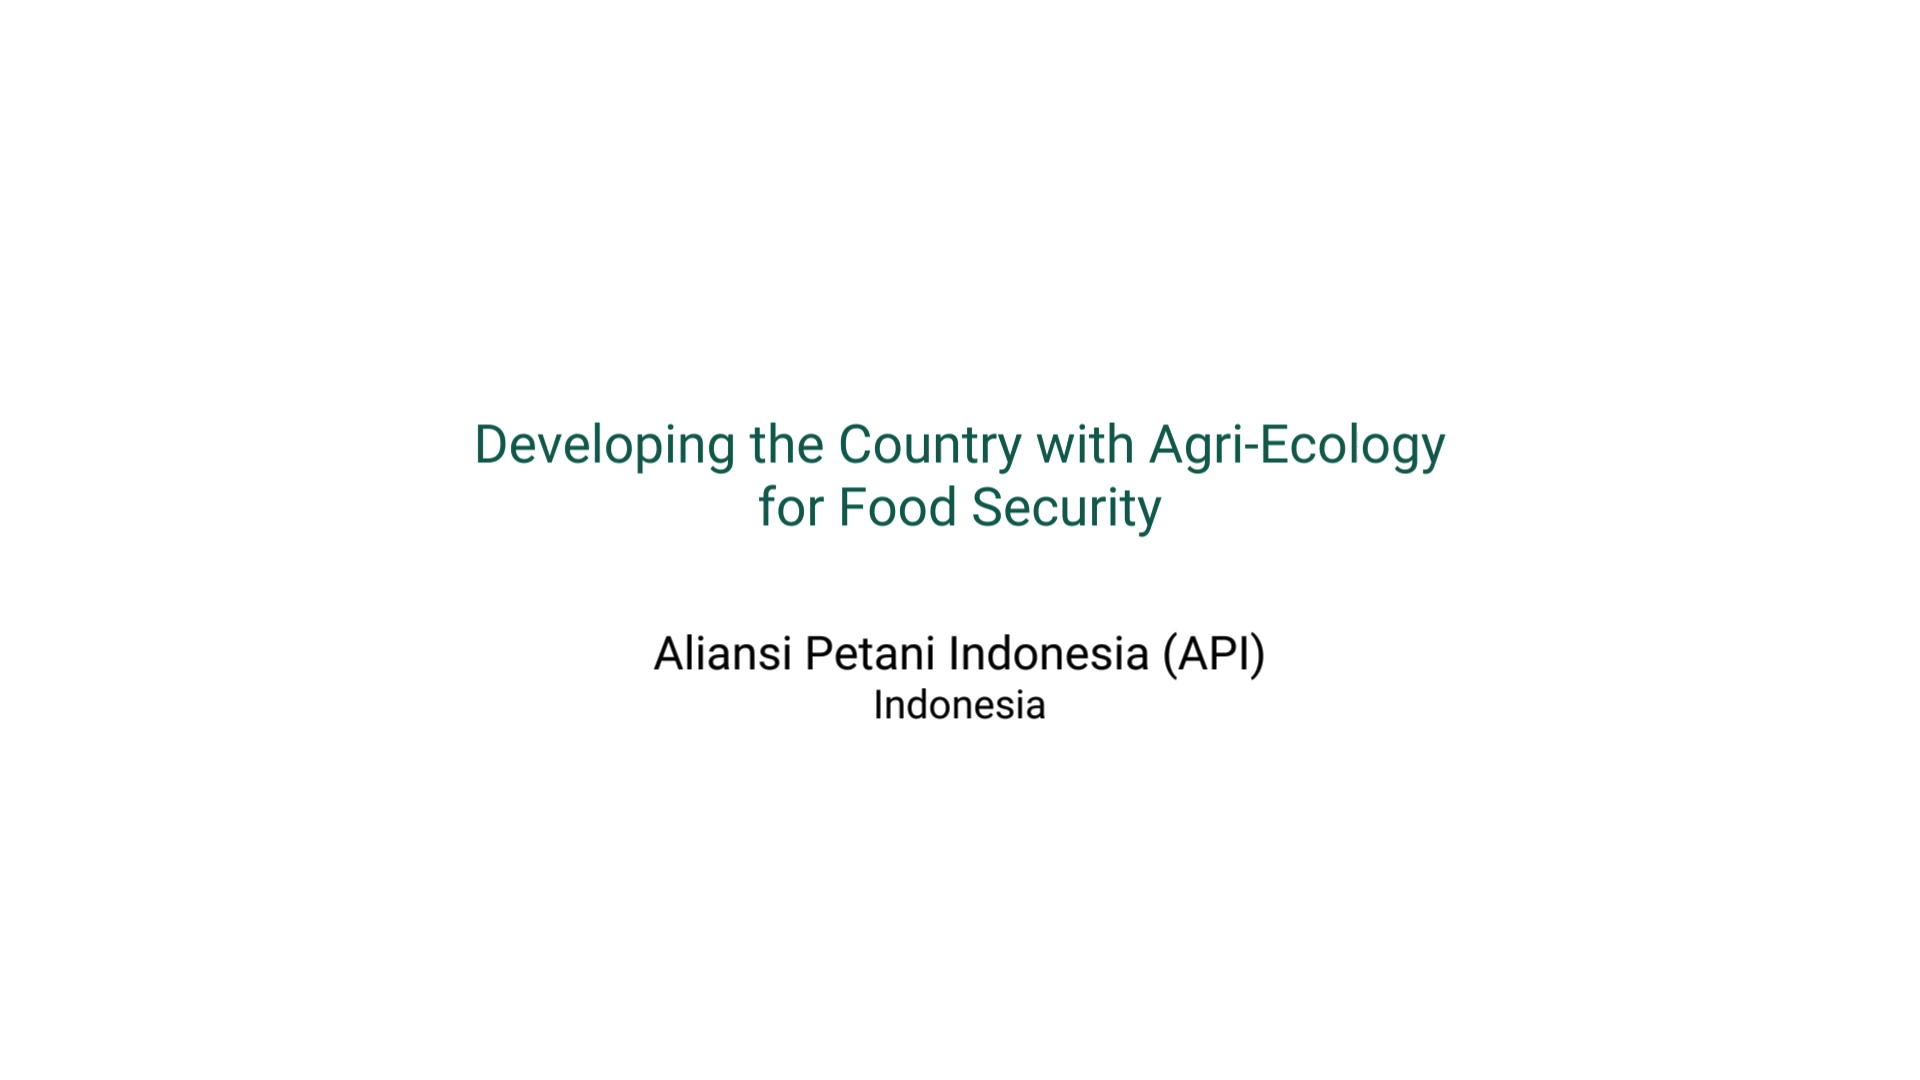 Developing the Country with Agri-Ecology
for Food Security
Aliansi Petani Indonesia (API)
Indonesia